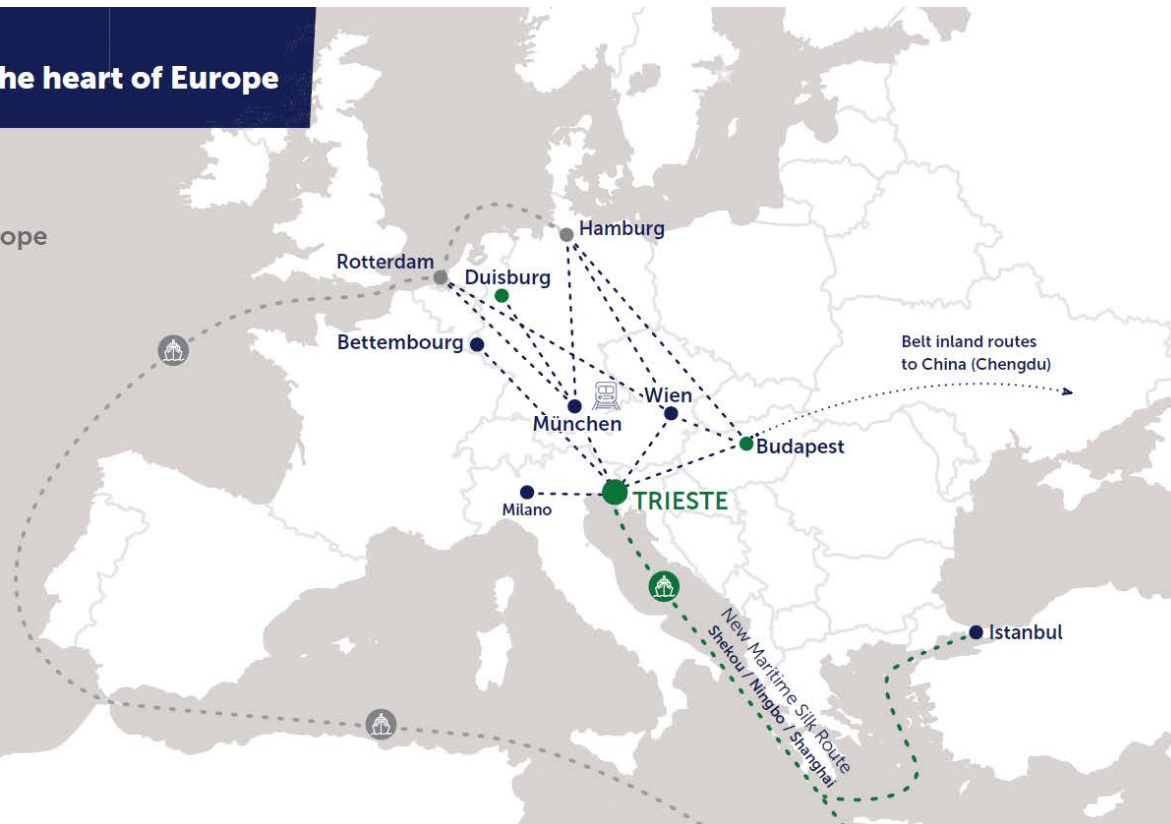 he heart of Europe
ope
Hamburg
Rotterdam
Duisburg
Bettembourg
Belt inland routes
to China (Chengdu)
Wien
München
Budapest
TRIESTE
Milano
New Maritime Silk Route
Shekou / Ningbo / Shanghai
Istanbul